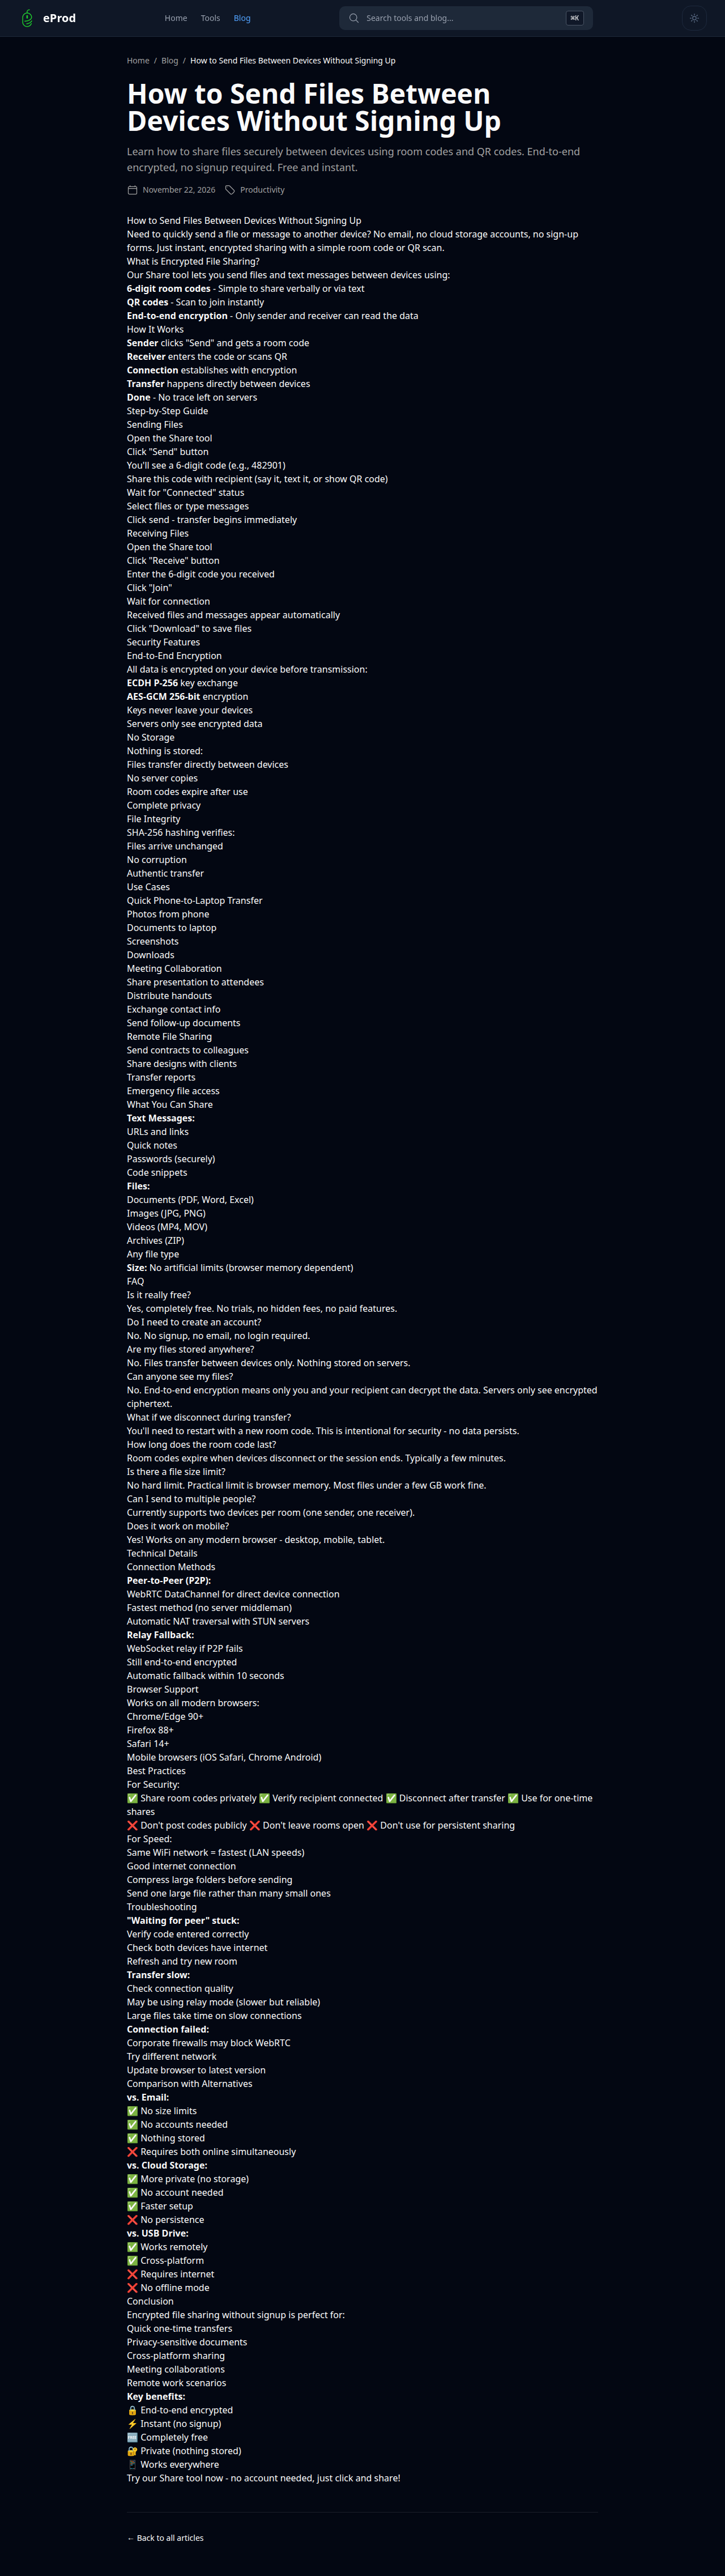 eProd
Home
Tools
Blog
Search tools and blog...
⌘K
Home / Blog / How to Send Files Between Devices Without Signing Up
How to Send Files Between
Devices Without Signing Up
Learn how to share files securely between devices using room codes and QR codes. End-to-end
encrypted, no signup required. Free and instant.
November 22, 2026
Productivity
How to Send Files Between Devices Without Signing Up
Need to quickly send a file or message to another device? No email, no cloud storage accounts, no sign-up
forms. Just instant, encrypted sharing with a simple room code or QR scan.
What is Encrypted File Sharing?
Our Share tool lets you send files and text messages between devices using:
6-digit room codes - Simple to share verbally or via text
QR codes - Scan to join instantly
End-to-end encryption - Only sender and receiver can read the data
How It Works
Sender clicks "Send" and gets a room code
Receiver enters the code or scans QR
Connection establishes with encryption
Transfer happens directly between devices
Done - No trace left on servers
Step-by-Step Guide
Sending Files
Open the Share tool
Click "Send" button
You'll see a 6-digit code (e.g., 482901)
Share this code with recipient (say it, text it, or show QR code)
Wait for "Connected" status
Select files or type messages
Click send - transfer begins immediately
Receiving Files
Open the Share tool
Click "Receive" button
Enter the 6-digit code you received
Click "Join"
Wait for connection
Received files and messages appear automatically
Click "Download" to save files
Security Features
End-to-End Encryption
All data is encrypted on your device before transmission:
ECDH P-256 key exchange
AES-GCM 256-bit encryption
Keys never leave your devices
Servers only see encrypted data
No Storage
Nothing is stored:
Files transfer directly between devices
No server copies
Room codes expire after use
Complete privacy
File Integrity
SHA-256 hashing verifies:
Files arrive unchanged
No corruption
Authentic transfer
Use Cases
Quick Phone-to-Laptop Transfer
Photos from phone
Documents to laptop
Screenshots
Downloads
Meeting Collaboration
Share presentation to attendees
Distribute handouts
Exchange contact info
Send follow-up documents
Remote File Sharing
Send contracts to colleagues
Share designs with clients
Transfer reports
Emergency file access
What You Can Share
Text Messages:
URLs and links
Quick notes
Passwords (securely)
Code snippets
Files:
Documents (PDF, Word, Excel)
Images (JPG, PNG)
Videos (MP4, MOV)
Archives (ZIP)
Any file type
Size: No artificial limits (browser memory dependent)
FAQ
Is it really free?
Yes, completely free. No trials, no hidden fees, no paid features.
Do I need to create an account?
No. No signup, no email, no login required.
Are my files stored anywhere?
No. Files transfer between devices only. Nothing stored on servers.
Can anyone see my files?
No. End-to-end encryption means only you and your recipient can decrypt the data. Servers only see encrypted
ciphertext.
What if we disconnect during transfer?
You'll need to restart with a new room code. This is intentional for security - no data persists.
How long does the room code last?
Room codes expire when devices disconnect or the session ends. Typically a few minutes.
Is there a file size limit?
No hard limit. Practical limit is browser memory. Most files under a few GB work fine.
Can I send to multiple people?
Currently supports two devices per room (one sender, one receiver).
Does it work on mobile?
Yes! Works on any modern browser - desktop, mobile, tablet.
Technical Details
Connection Methods
Peer-to-Peer (P2P):
WebRTC DataChannel for direct device connection
Fastest method (no server middleman)
Automatic NAT traversal with STUN servers
Relay Fallback:
WebSocket relay if P2P fails
Still end-to-end encrypted
Automatic fallback within 10 seconds
Browser Support
Works on all modern browsers:
Chrome/Edge 90+
Firefox 88+
Safari 14+
Mobile browsers (iOS Safari, Chrome Android)
Best Practices
For Security:
✅ Share room codes privately ✅ Verify recipient connected ✅ Disconnect after transfer ✅ Use for one-time
shares
❌ Don't post codes publicly ❌ Don't leave rooms open ❌ Don't use for persistent sharing
For Speed:
Same WiFi network = fastest (LAN speeds)
Good internet connection
Compress large folders before sending
Send one large file rather than many small ones
Troubleshooting
"Waiting for peer" stuck:
Verify code entered correctly
Check both devices have internet
Refresh and try new room
Transfer slow:
Check connection quality
May be using relay mode (slower but reliable)
Large files take time on slow connections
Connection failed:
Corporate firewalls may block WebRTC
Try different network
Update browser to latest version
Comparison with Alternatives
vs. Email:
✅ No size limits
✅ No accounts needed
✅ Nothing stored
❌ Requires both online simultaneously
vs. Cloud Storage:
✅ More private (no storage)
✅ No account needed
✅ Faster setup
❌ No persistence
vs. USB Drive:
✅ Works remotely
✅ Cross-platform
❌ Requires internet
❌ No offline mode
Conclusion
Encrypted file sharing without signup is perfect for:
Quick one-time transfers
Privacy-sensitive documents
Cross-platform sharing
Meeting collaborations
Remote work scenarios
Key benefits:
🔒 End-to-end encrypted
⚡ Instant (no signup)
🆓 Completely free
🔐 Private (nothing stored)
📱 Works everywhere
Try our Share tool now - no account needed, just click and share!
← Back to all articles